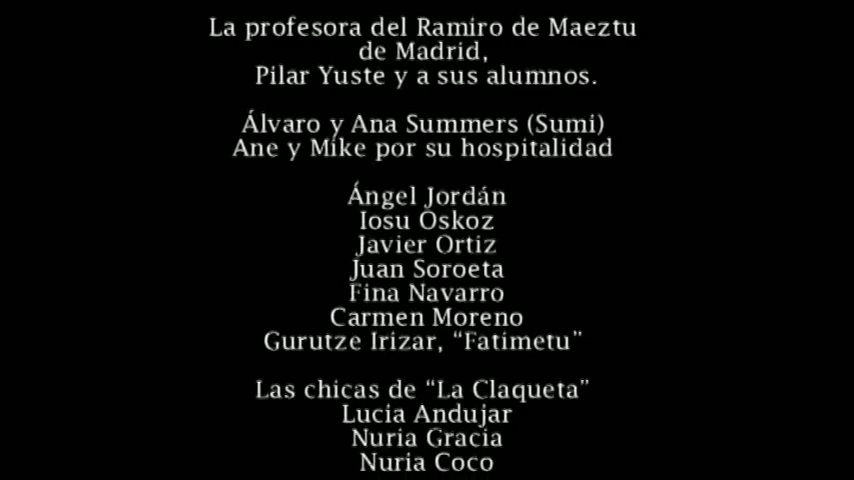 La profesora del Ramiro de Maeztu
de Madrid,
Pilar Yuste y a sus alumnos.
Álvaro y Ana Summers (Sumi)
Ane y Mike por su hospitalidad
Ángel Jordán
Iosu Oskoz
Javier Ortiz
Juan Soroeta
Fina Navarro
Carmen Moreno
Gurutze Irizar, “Fatimetu”
Las chicas de “La Claqueta”
Lucia Andujar
Nuria Gracia
Nuria Coco